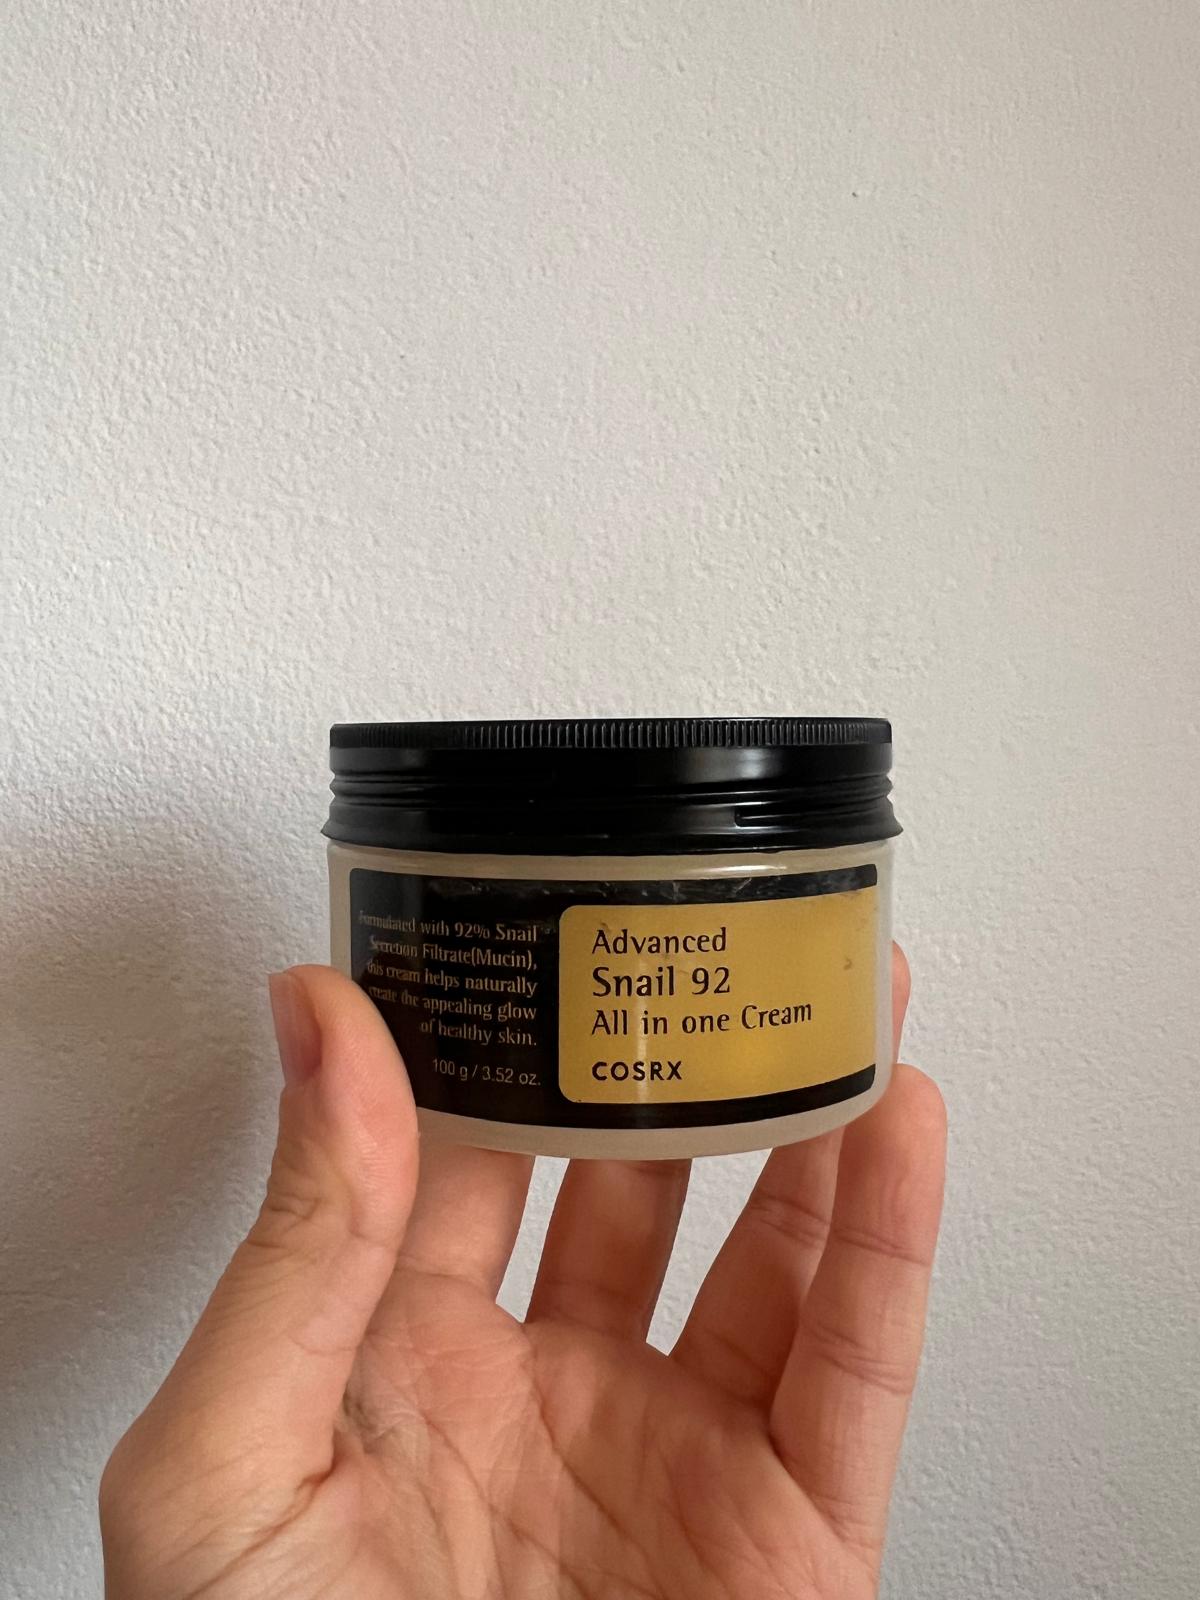 Formulated with 92% Snail
Secretion Filtrate(Mucin),
this cream helps naturally
create the appealing glow
of healthy skin.
100 g / 3.52 oz.
Advanced
Snail 92
All in one Cream
COSRX